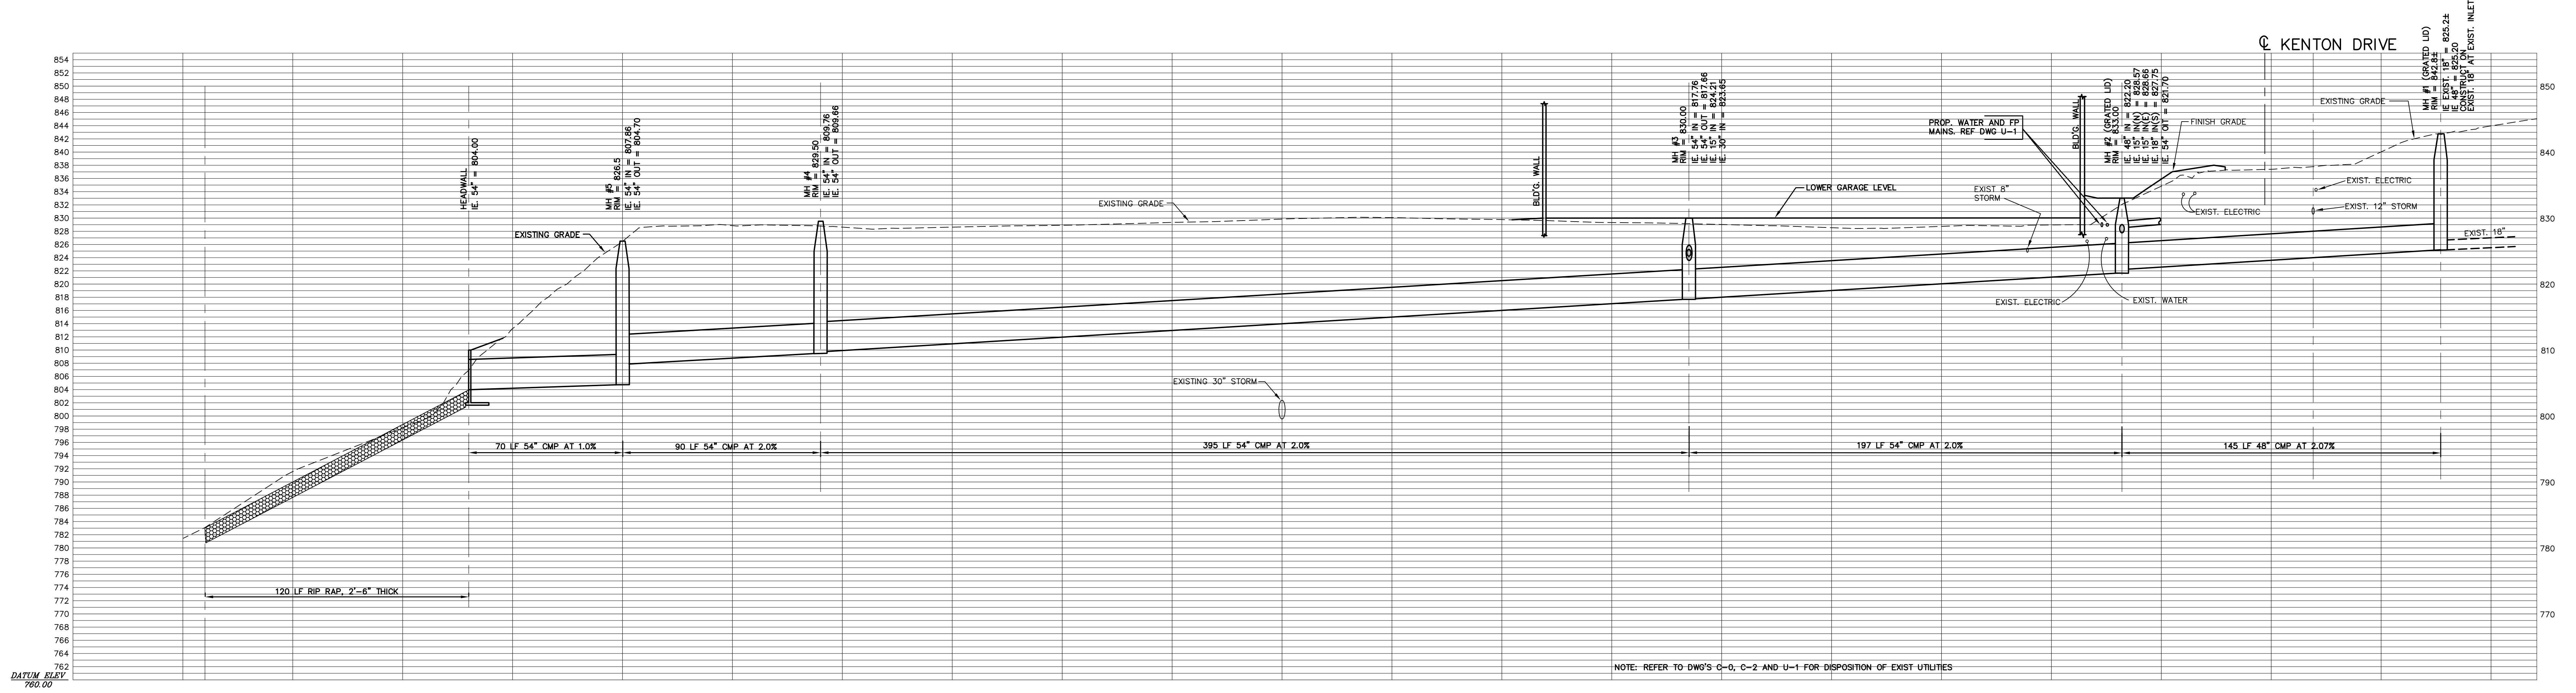 ℄ KENTON DRIVE
854
852
850
848
846
844
842
840
838
836
834
832
830
828
826
824
822
820
818
816
814
812
810
808
806
804
802
800
798
796
794
792
790
788
786
784
782
780
778
776
774
772
770
768
766
764
762
DATUM ELEV
760.00
HEADWALL
IE. 54" = 804.00
MH #5
RIM = 826.5
IE. 54" IN = 807.86
IE. 54" OUT = 804.70
MH #4
RIM = 829.50
IE. 54" IN = 809.76
IE. 54" OUT = 809.66
EXISTING GRADE
EXISTING GRADE
BLD'G. WALL
MH #3
RIM = 830.00
IE. 54" IN = 817.76
IE. 54" OUT = 817.66
IE. 15" IN = 824.21
IE. 30" IN = 823.65
LOWER GARAGE LEVEL
PROP. WATER AND FP
MAINS. REF DWG U-1
EXIST 8"
STORM
BLD'G. WALL
MH #2 (GRATED LID)
RIM = 833.00
IE. 48" IN = 822.20
IE. 15" IN(N) = 828.57
IE. 15" IN(E) = 828.66
IE. 18" IN(S) = 827.75
IE. 54" OIT = 821.70
FINISH GRADE
EXISTING GRADE
EXIST. ELECTRIC
EXIST. ELECTRIC
EXIST. 12" STORM
EXIST. ELECTRIC
EXIST. WATER
MH #1 (GRATED LID)
RIM = 842.8±
IE EXIST. 18" = 825.2±
IE 48" = 825.20
CONSTRUCT ON
EXIST. 18" AT EXIST. INLET
EXIST. 18"
EXISTING 30" STORM
70 LF 54" CMP AT 1.0%
90 LF 54" CMP AT 2.0%
395 LF 54" CMP AT 2.0%
197 LF 54" CMP AT 2.0%
145 LF 48" CMP AT 2.07%
120 LF RIP RAP, 2'-6" THICK
NOTE: REFER TO DWG'S C-0, C-2 AND U-1 FOR DISPOSITION OF EXIST UTILITIES
850
840
830
820
810
800
790
780
770